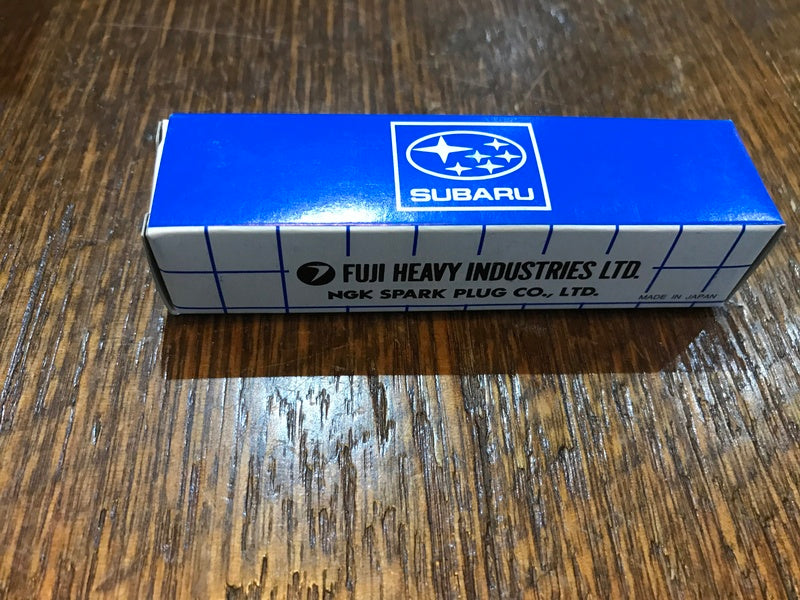 SUBARU
FUJI HEAVY INDUSTRIES LTD.
NGK SPARK PLUG CO., LTD.
MADE IN JAPAN